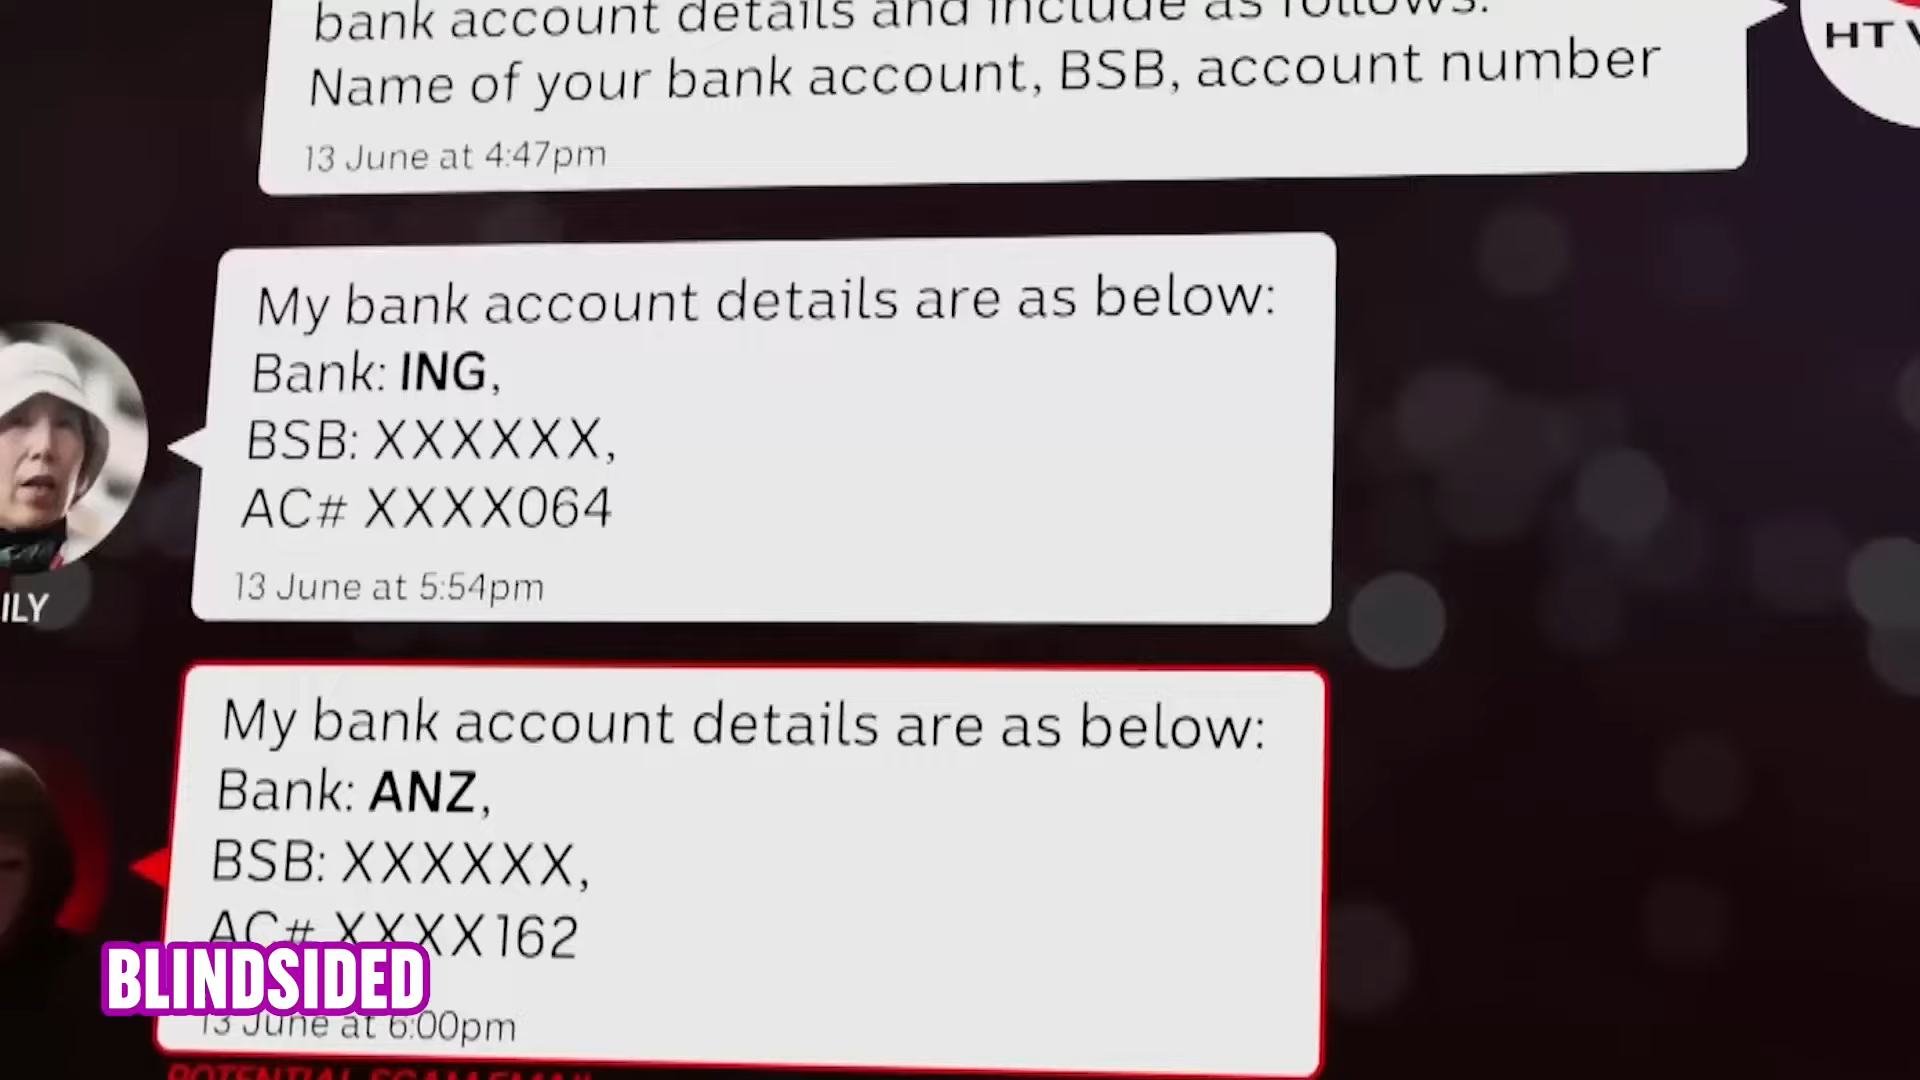 bank account details and include as follows:
Name of your bank account, BSB, account number
13 June at 4:47pm
HT
My bank account details are as below:
Bank: ING,
BSB: XXXXXX,
AC# XXXX064
13 June at 5:54pm
ILY
My bank account details are as below:
Bank: ANZ,
BSB: XXXXXX,
AC# XXXX162
BLINDSIDED
13 June at 6:00pm
POTENTIAL SCAM EMAIL